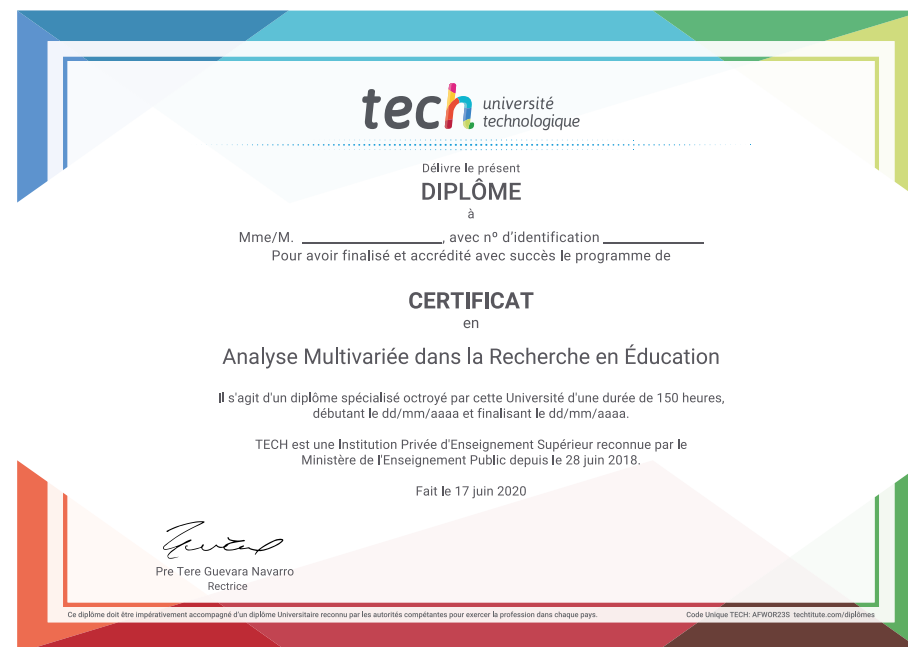 tech université
technologique
Délivre le présent
DIPLÔME
à
Mme/M. ____________________, avec nº d'identification ______________
Pour avoir finalisé et accrédité avec succès le programme de
CERTIFICAT
en
Analyse Multivariée dans la Recherche en Éducation
Il s'agit d'un diplôme spécialisé octroyé par cette Université d'une durée de 150 heures,
débutant le dd/mm/aaaa et finalisant le dd/mm/aaaa.
TECH est une Institution Privée d'Enseignement Supérieur reconnue par le
Ministère de l'Enseignement Public depuis le 28 juin 2018.
Fait le 17 juin 2020
Pre Tere Guevara Navarro
Rectrice
Ce diplôme doit être impérativement accompagné d'un diplôme Universitaire reconnu par les autorités compétantes pour exercer la profession dans chaque pays.
Code Unique TECH: AFWOR23S techtitute.com/diplômes